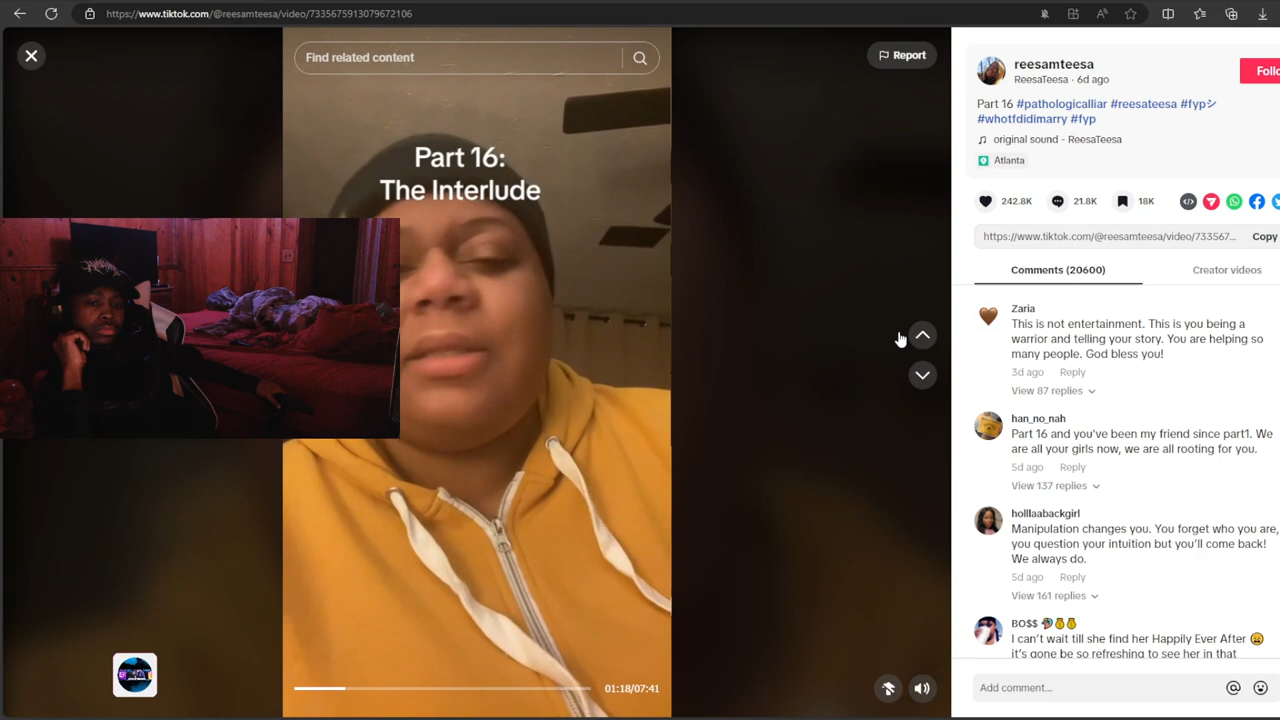 https://www.tiktok.com/@reesamteesa/video/7335675913079672106
Find related content
Report
Part 16:
The Interlude
01:18/07:41
reesamteesa
ReesaTeesa · 6d ago
Follo
Part 16 #pathologicalliar #reesateesa #fypシ
#whotfdidimarry #fyp
original sound - ReesaTeesa
Atlanta
242.8K
21.8K
18K
https://www.tiktok.com/@reesamteesa/video/733567...
Copy
Comments (20600)
Creator videos
Zaria
This is not entertainment. This is you being a
warrior and telling your story. You are helping so
many people. God bless you!
3d ago Reply
View 87 replies
han_no_nah
Part 16 and you've been my friend since part1. We
are all your girls now, we are all rooting for you.
5d ago Reply
View 137 replies
holllaabackgirl
Manipulation changes you. You forget who you are,
you question your intuition but you'll come back!
We always do.
5d ago Reply
View 161 replies
BO$$
I can't wait till she find her Happily Ever After 😩
it's gone be so refreshing to see her in that
Add comment...